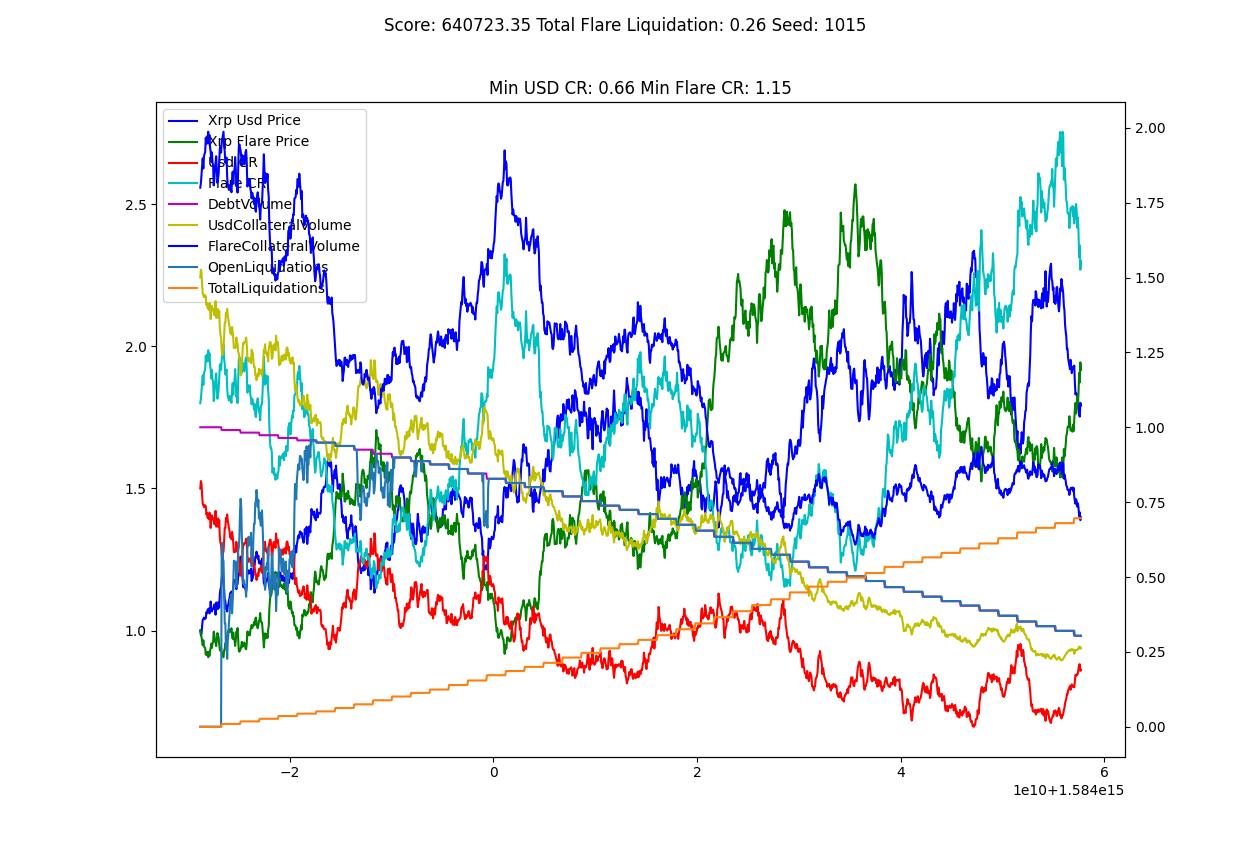 Score: 640723.35 Total Flare Liquidation: 0.26 Seed: 1015
Min USD CR: 0.66 Min Flare CR: 1.15
Xrp Usd Price
Xrp Flare Price
Usd CR
Flare CR
DebtVolume
UsdCollateralVolume
FlareCollateralVolume
OpenLiquidations
TotalLiquidations
2.5
2.0
1.5
1.0
2.00
1.75
1.50
1.25
1.00
0.75
0.50
0.25
0.00
−2
0
2
4
6
1e10+1.584e15